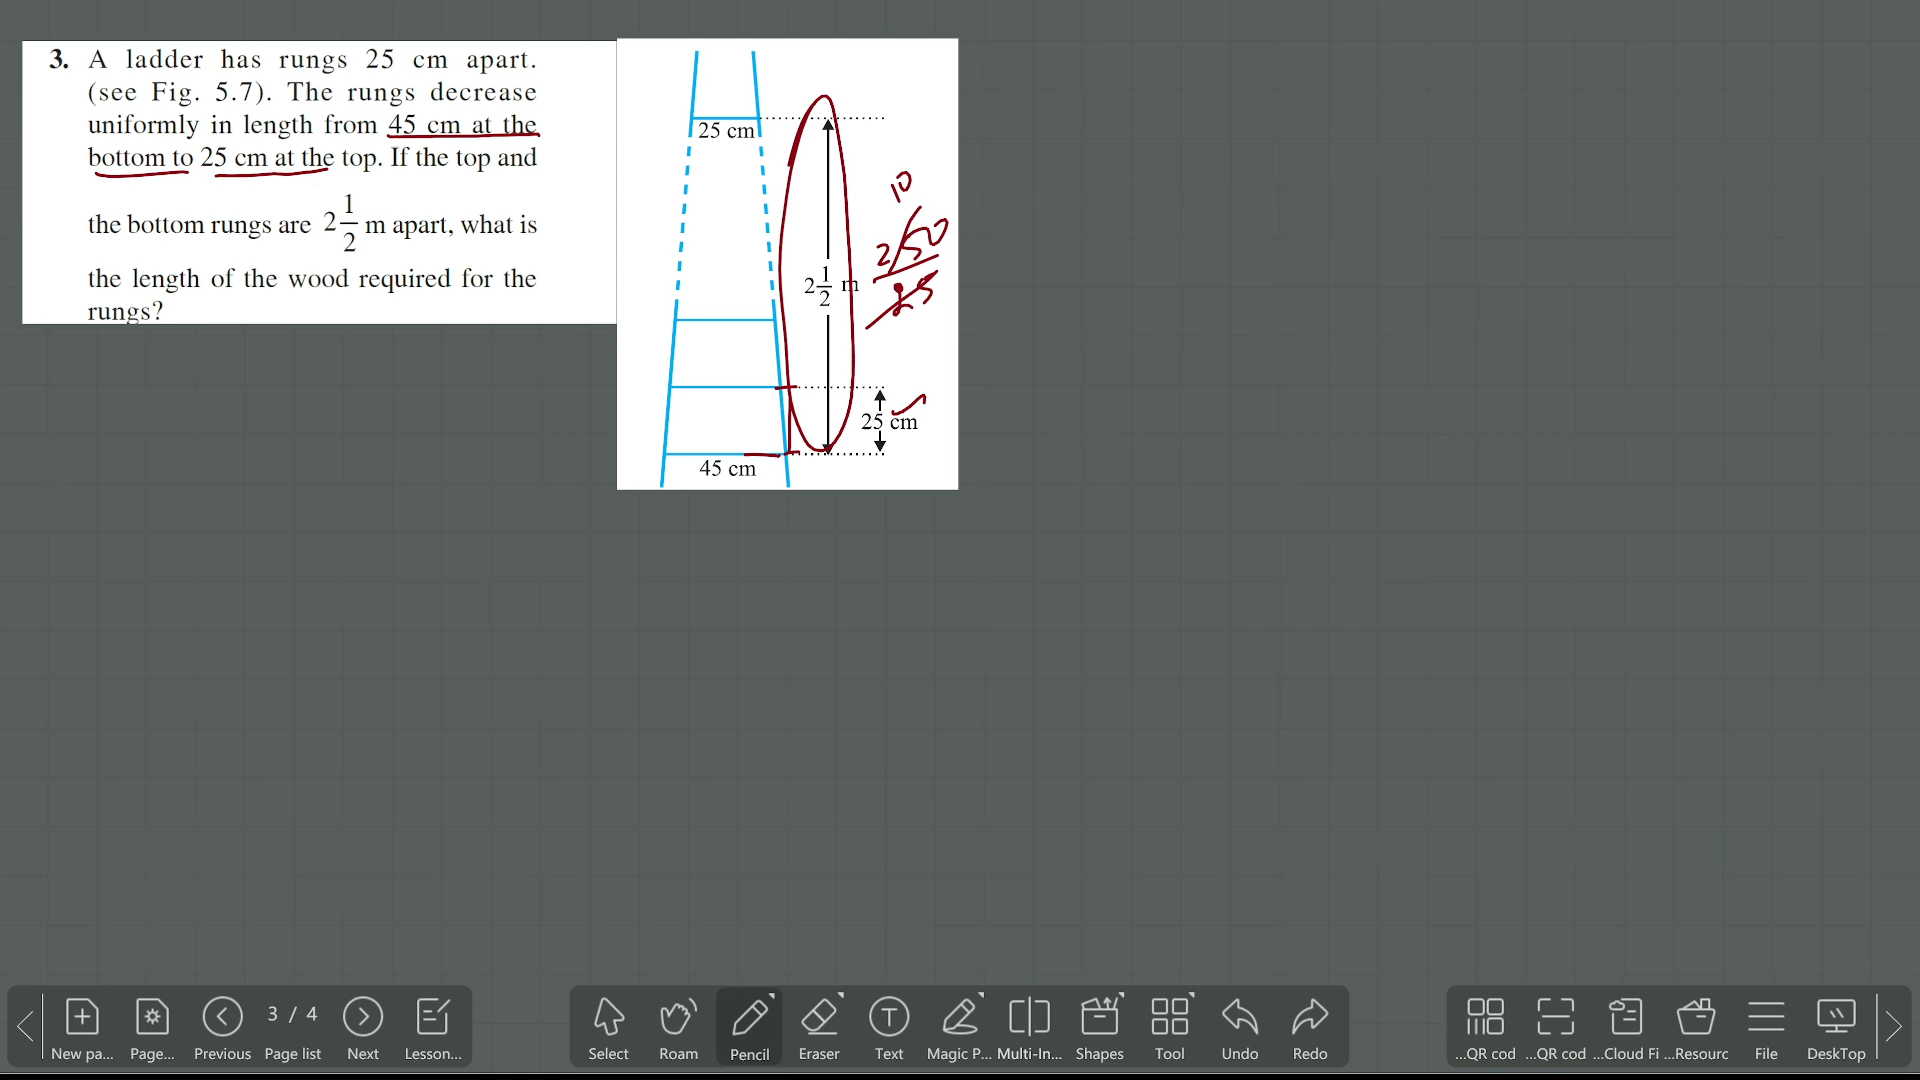 3. A ladder has rungs 25 cm apart.
(see Fig. 5.7). The rungs decrease
uniformly in length from 45 cm at the
bottom to 25 cm at the top. If the top and
the bottom rungs are 2 1/2 m apart, what is
the length of the wood required for the
rungs?
25 cm
2 1/2 m
25 cm
45 cm
10
250
25
New pa...
Page...
Previous
3 / 4
Page list
Next
Lesson...
Select
Roam
Pencil
Eraser
Text
Magic P...
Multi-In...
Shapes
Tool
Undo
Redo
...QR cod
...QR cod
...Cloud Fi
...Resourc
File
DeskTop